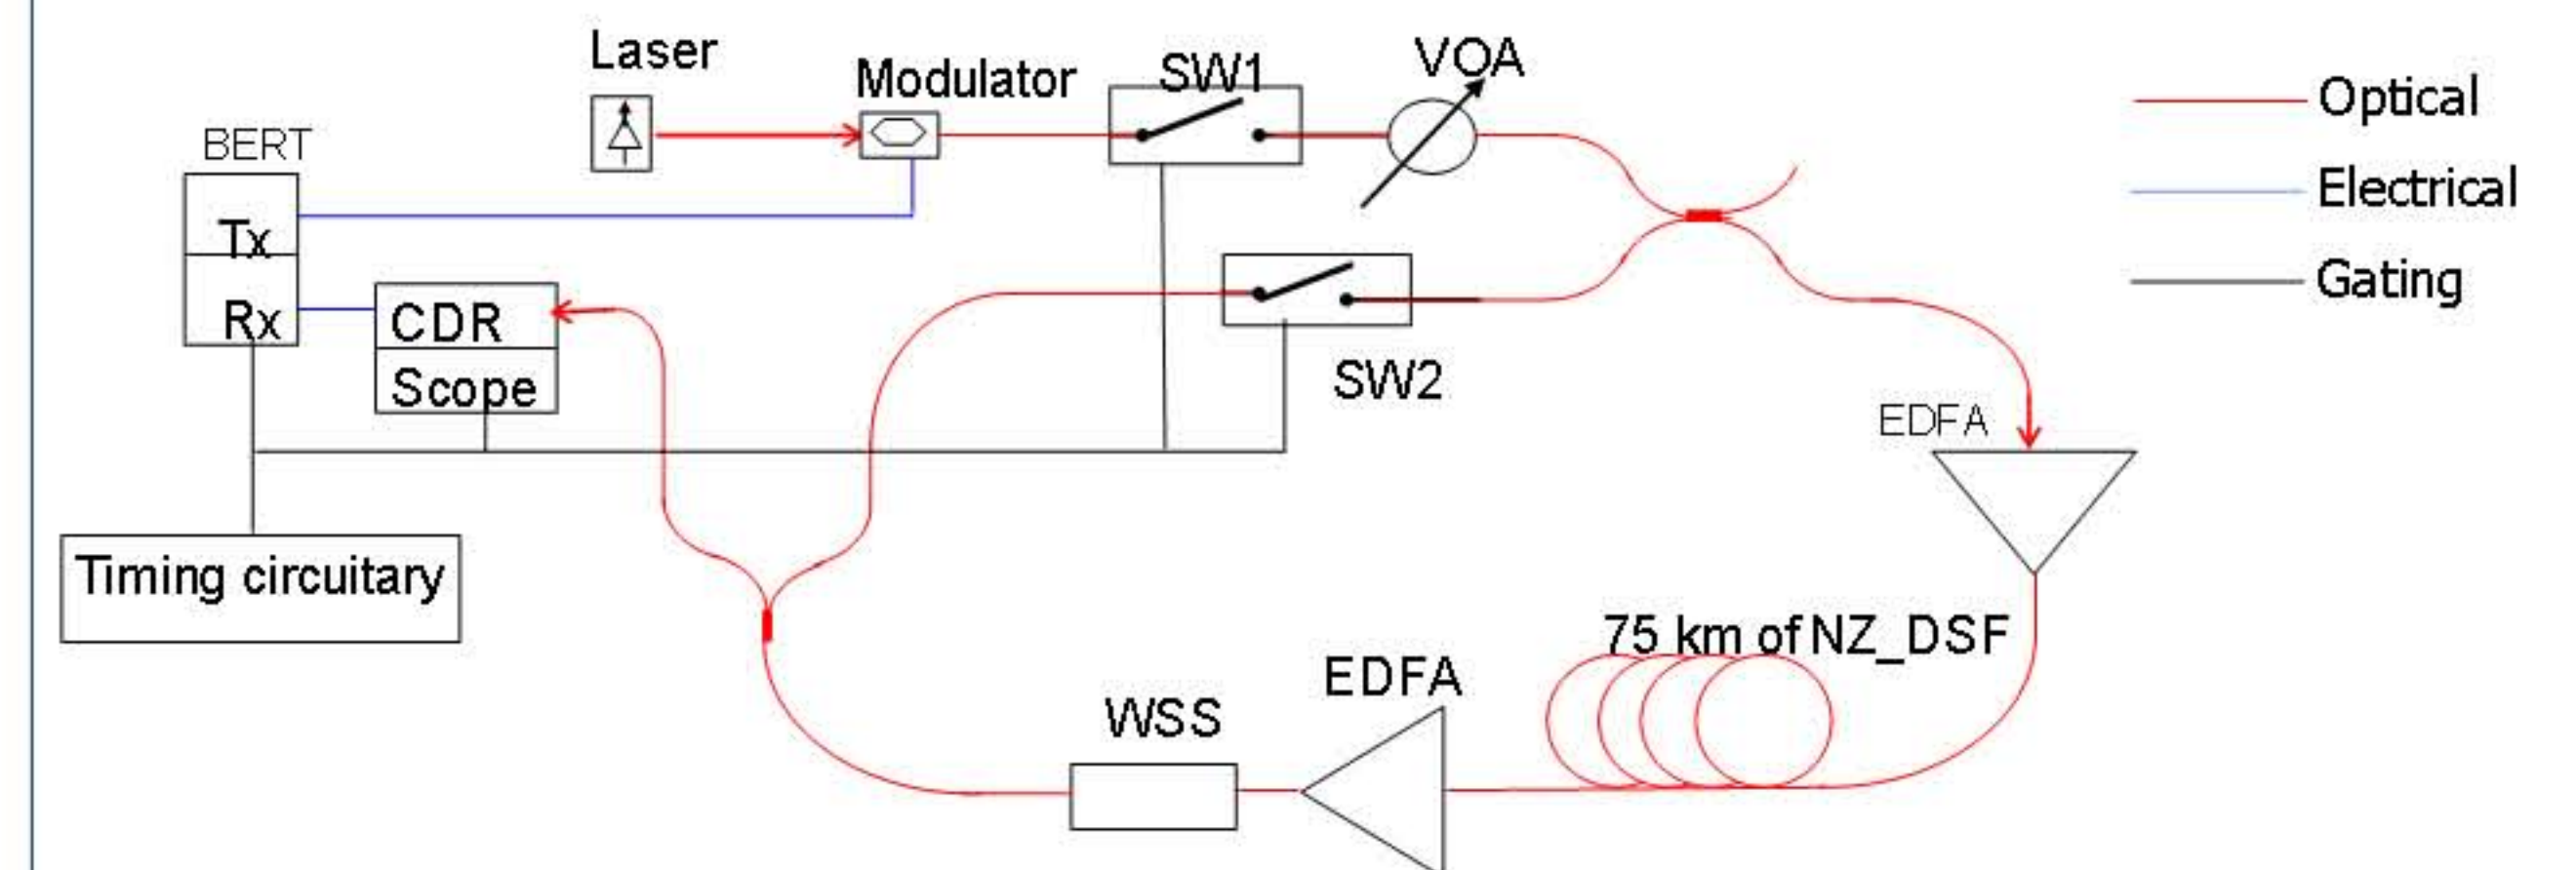 Laser
Modulator
SW1
VOA
Optical
BERT
Electrical
Tx
Gating
Rx
CDR
Scope
SW2
EDFA
Timing circuitary
75 km of NZ_DSF
EDFA
WSS